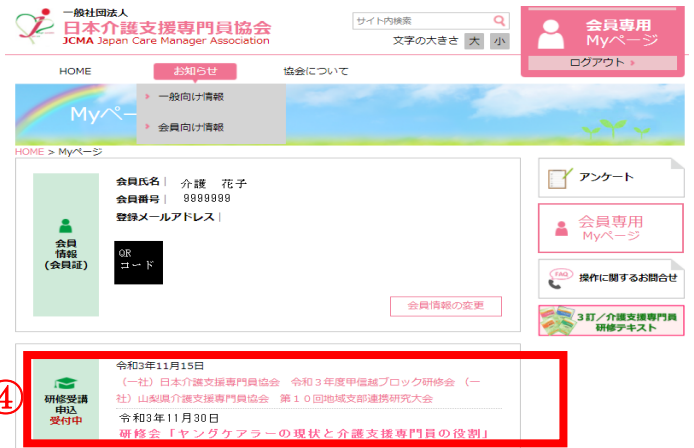 一般社団法人
日本介護支援専門員協会
JCMA Japan Care Manager Association
サイト内検索
文字の大きさ 大 小
会員専用
Myページ
ログアウト »
HOME お知らせ 協会について
一般向け情報
会員向け情報
Myペー
HOME > Myページ
会員氏名| 介護 花子
会員番号| 9999999
登録メールアドレス|
会員
情報
(会員証)
QR
コード
会員情報の変更
アンケート
会員専用
Myページ
FAQ
操作に関するお問合せ
3訂/介護支援専門員
研修テキスト
④
研修受講
申込
受付中
令和3年11月15日
(一社)日本介護支援専門員協会 令和3年度甲信越ブロック研修会 (一
社)山梨県介護支援専門員協会 第10回地域支部連携研究大会
令和3年11月30日
研修会「ヤングケアラーの現状と介護支援専門員の役割」